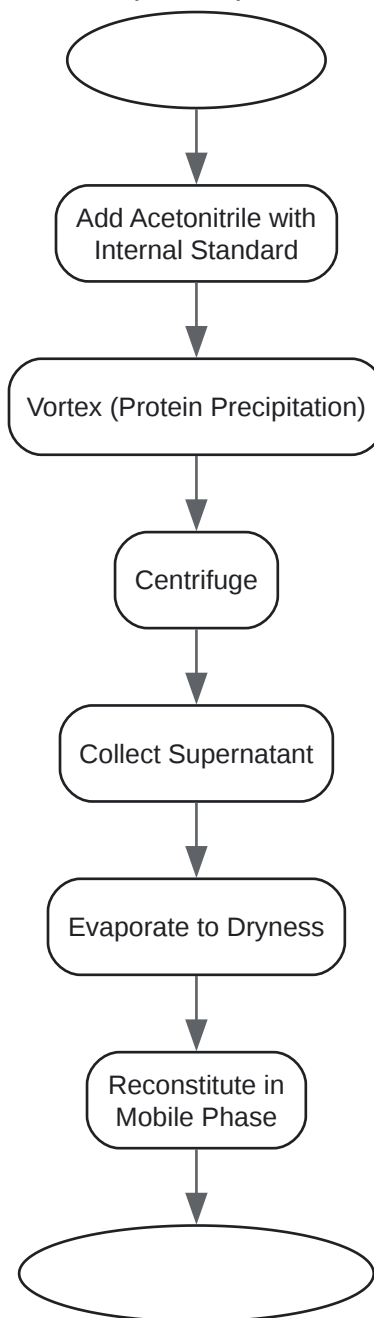 Add Acetonitrile with
Internal Standard
Vortex (Protein Precipitation)
Centrifuge
Collect Supernatant
Evaporate to Dryness
Reconstitute in
Mobile Phase